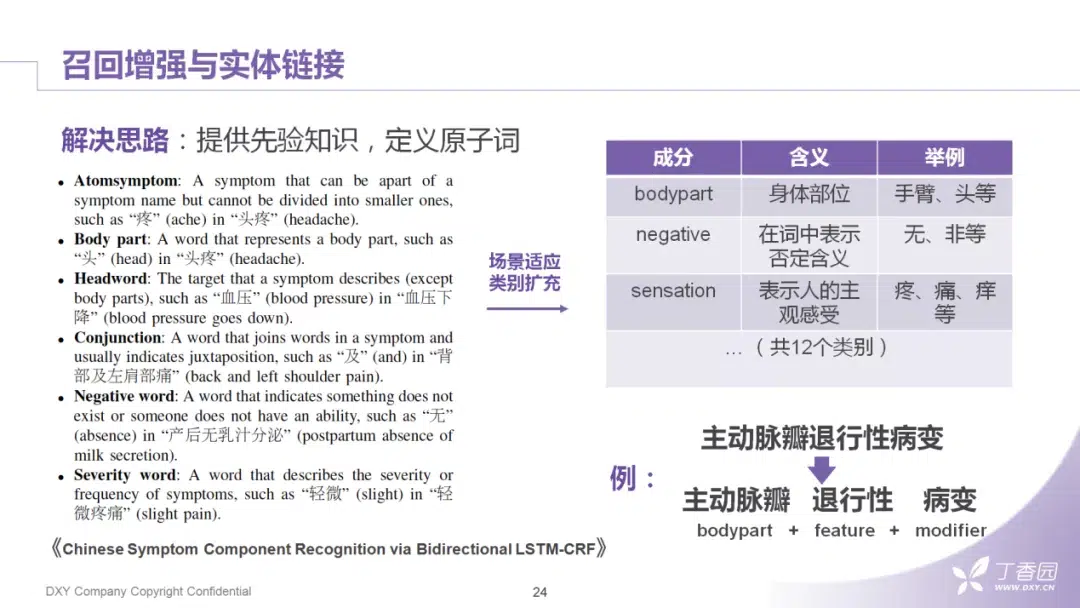 召回增强与实体链接
解决思路：提供先验知识，定义原子词
• Atomsymptom: A symptom that can be apart of a
symptom name but cannot be divided into smaller ones,
such as “疼” (ache) in “头疼” (headache).
• Body part: A word that represents a body part, such as
“头” (head) in “头疼” (headache).
• Headword: The target that a symptom describes (except
body parts), such as “血压” (blood pressure) in “血压下
降” (blood pressure goes down).
• Conjunction: A word that joins words in a symptom and
usually indicates juxtaposition, such as “及” (and) in “背
部及左肩部痛” (back and left shoulder pain).
• Negative word: A word that indicates something does not
exist or someone does not have an ability, such as “无”
(absence) in “产后无乳汁分泌” (postpartum absence of
milk secretion).
• Severity word: A word that describes the severity or
frequency of symptoms, such as “轻微” (slight) in “轻
微疼痛” (slight pain).
《Chinese Symptom Component Recognition via Bidirectional LSTM-CRF》
场景适应
类别扩充
成分 含义 举例
bodypart 身体部位 手臂、头等
negative 在词中表示
否定含义 无、非等
sensation 表示人的主
观感受 疼、痛、痒
等
…（共12个类别）
例：
主动脉瓣退行性病变
主动脉瓣 退行性 病变
bodypart + feature + modifier
DXY Company Copyright Confidential
24
丁香园
WWW.DXY.CN